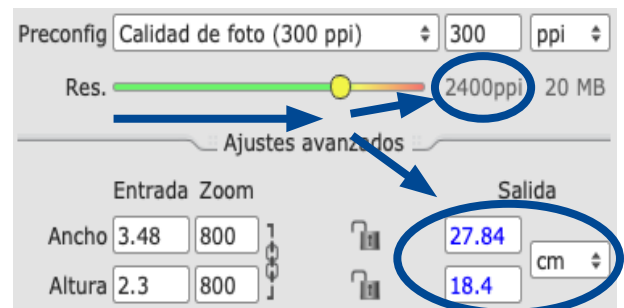 Preconfig Calidad de foto (300 ppi) 300 ppi
Res. 2400ppi 20 MB
Ajustes avanzados
Entrada Zoom Salida
Ancho 3.48 800 27.84
cm
Altura 2.3 800 18.4